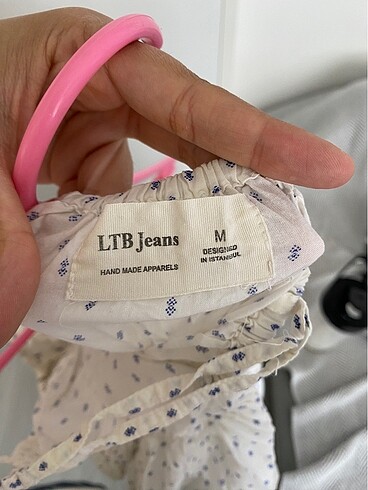 LTB Jeans
HAND MADE APPARELS
M
DESIGNED
IN ISTANBUL